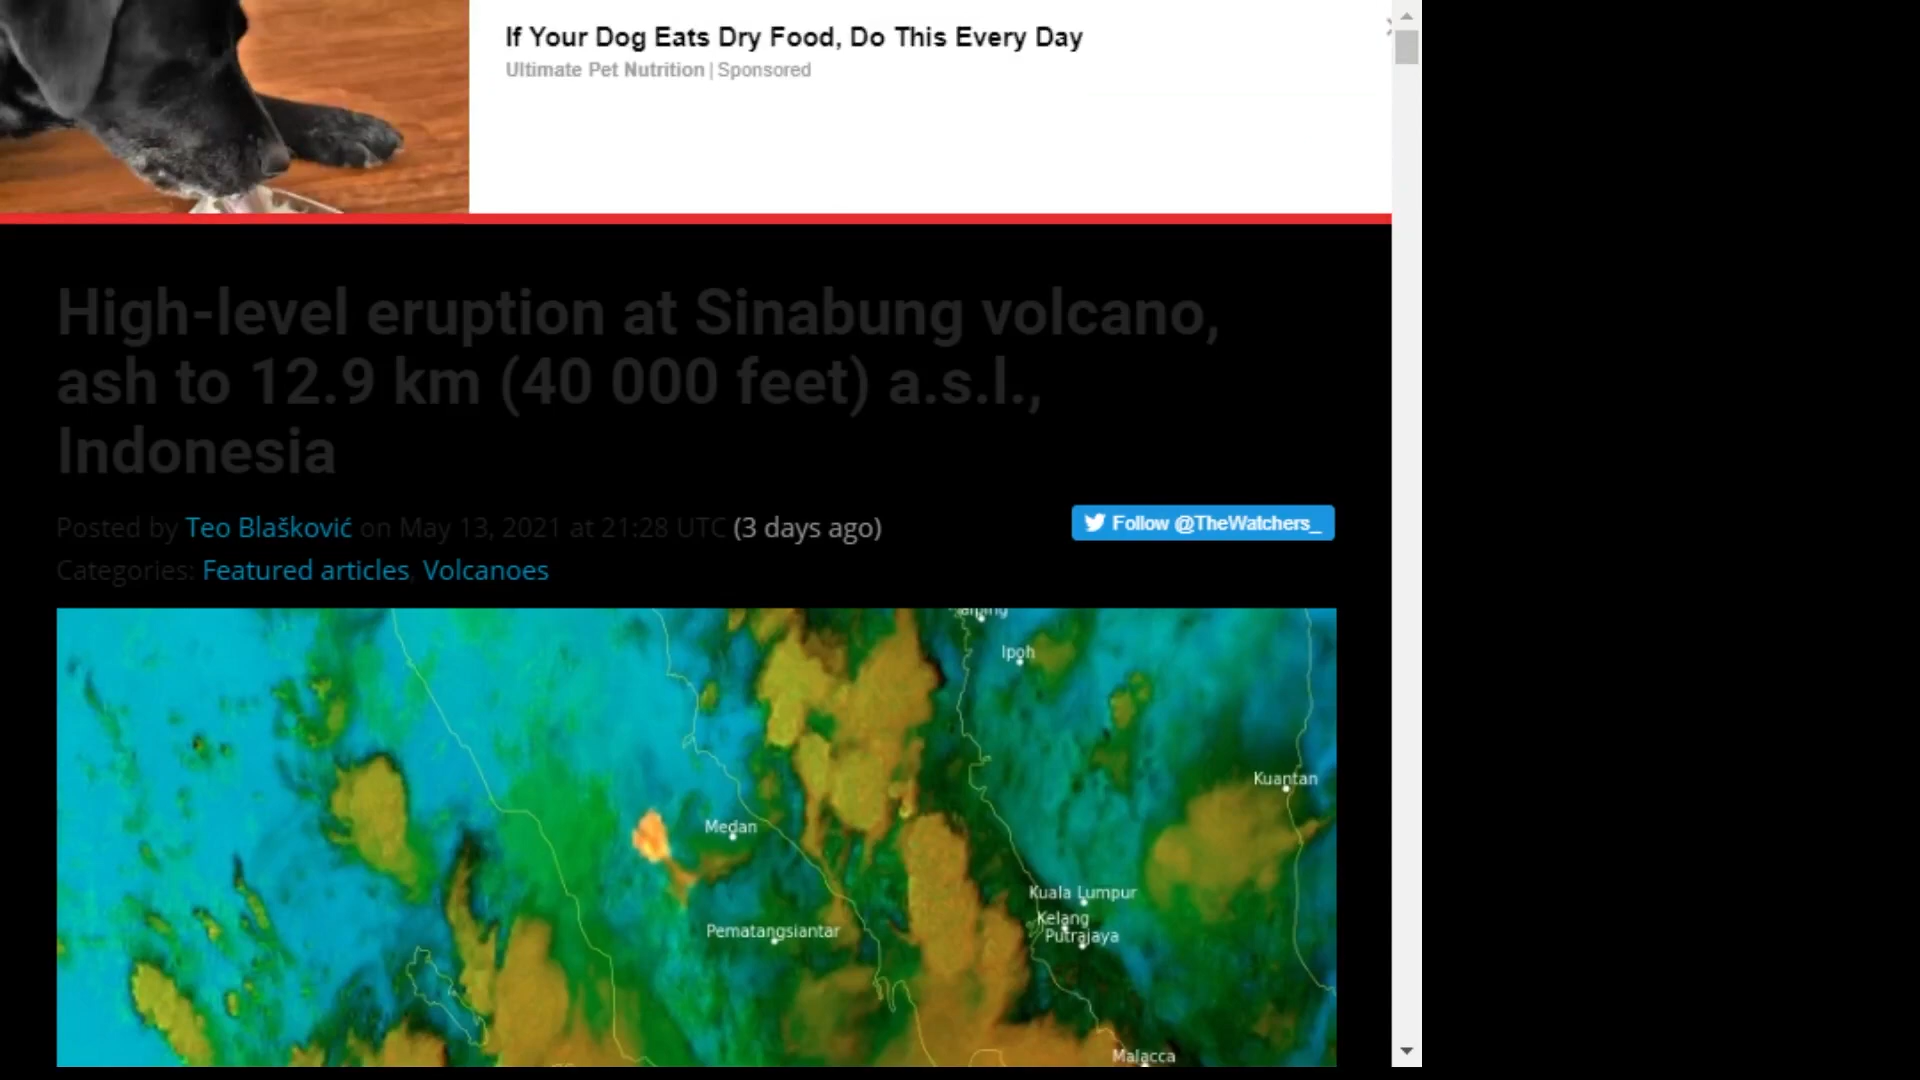 If Your Dog Eats Dry Food, Do This Every Day
Ultimate Pet Nutrition | Sponsored
High-level eruption at Sinabung volcano,
ash to 12.9 km (40 000 feet) a.s.l.,
Indonesia
Posted by Teo Blašković on May 13, 2021 at 21:28 UTC (3 days ago)
Follow @TheWatchers_
Categories: Featured articles, Volcanoes
Ipoh
Kuantan
Medan
Kuala Lumpur
Kelang
Pematangsiantar
Putrajaya
Malacca